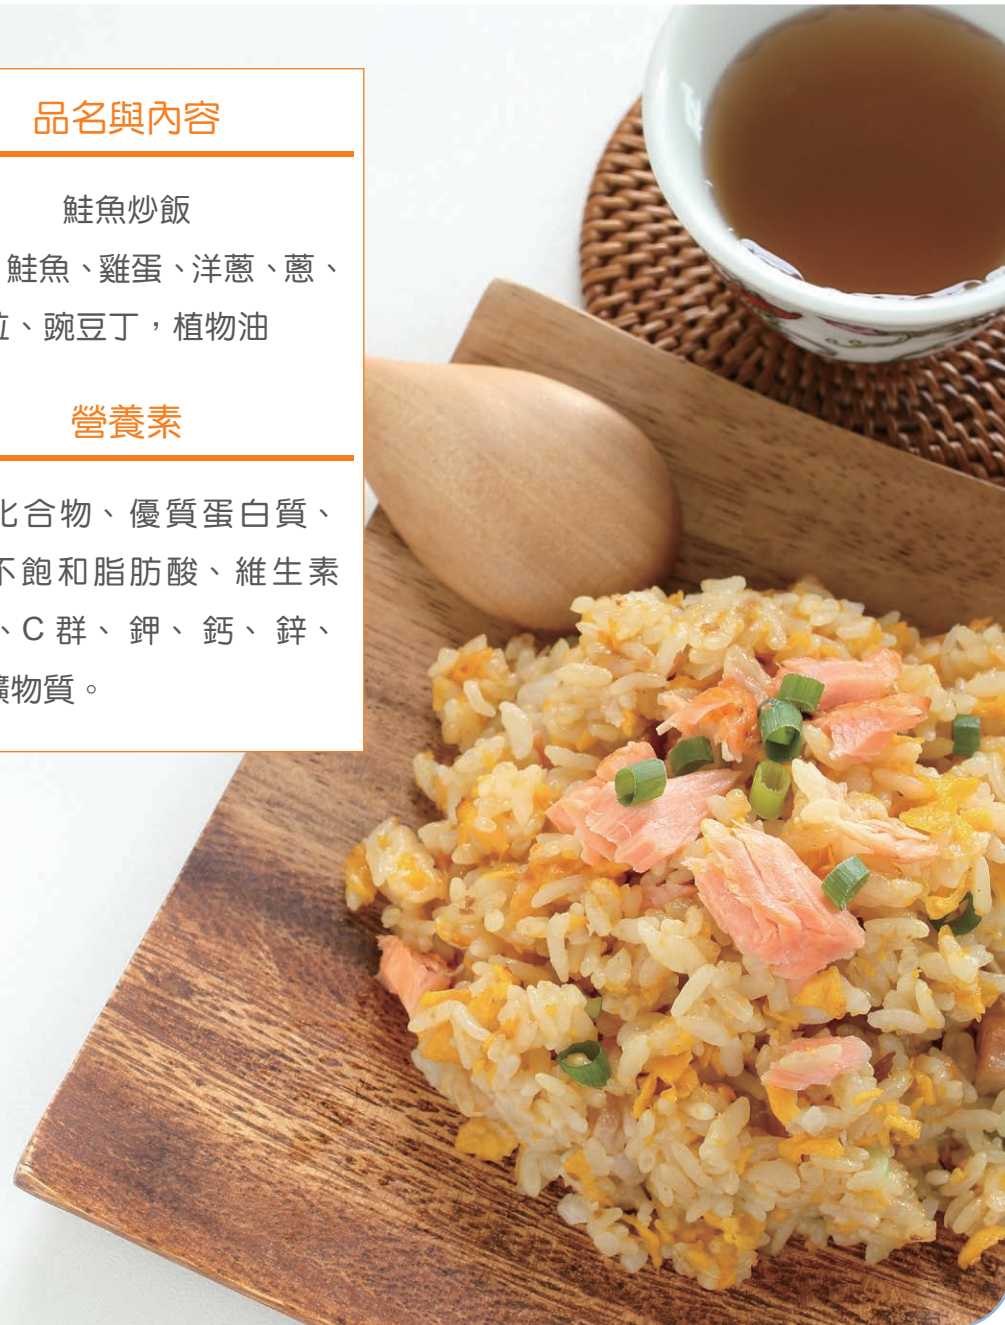 品名與內容
鮭魚炒飯
鮭魚、雞蛋、洋蔥、蔥、
、豌豆丁，植物油
營養素
化合物、優質蛋白質、
不飽和脂肪酸、維生素
、C 群、鉀、鈣、鋅、
礦物質。